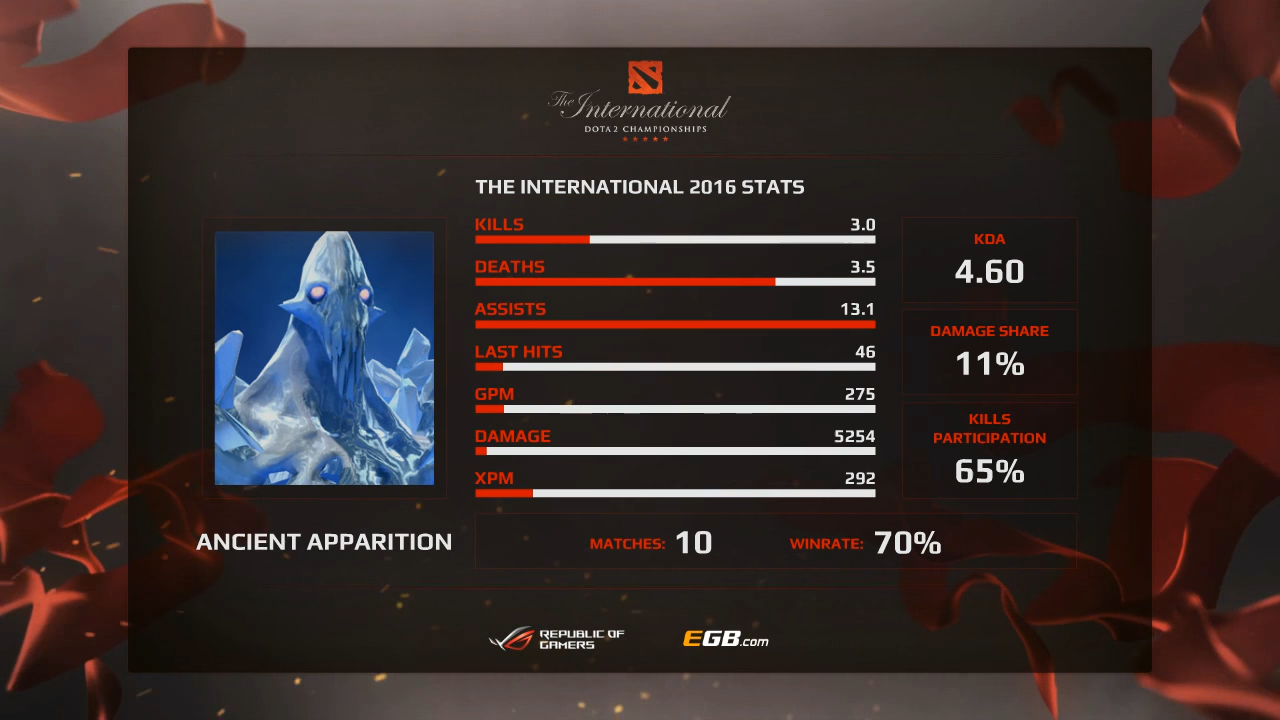 The International
DOTA 2 CHAMPIONSHIPS
THE INTERNATIONAL 2016 STATS
KILLS 3.0
DEATHS 3.5
ASSISTS 13.1
LAST HITS 46
GPM 275
DAMAGE 5254
XPM 292
KDA
4.60
DAMAGE SHARE
11%
KILLS
PARTICIPATION
65%
ANCIENT APPARITION
MATCHES: 10 WINRATE: 70%
REPUBLIC OF
GAMERS
EGB.com